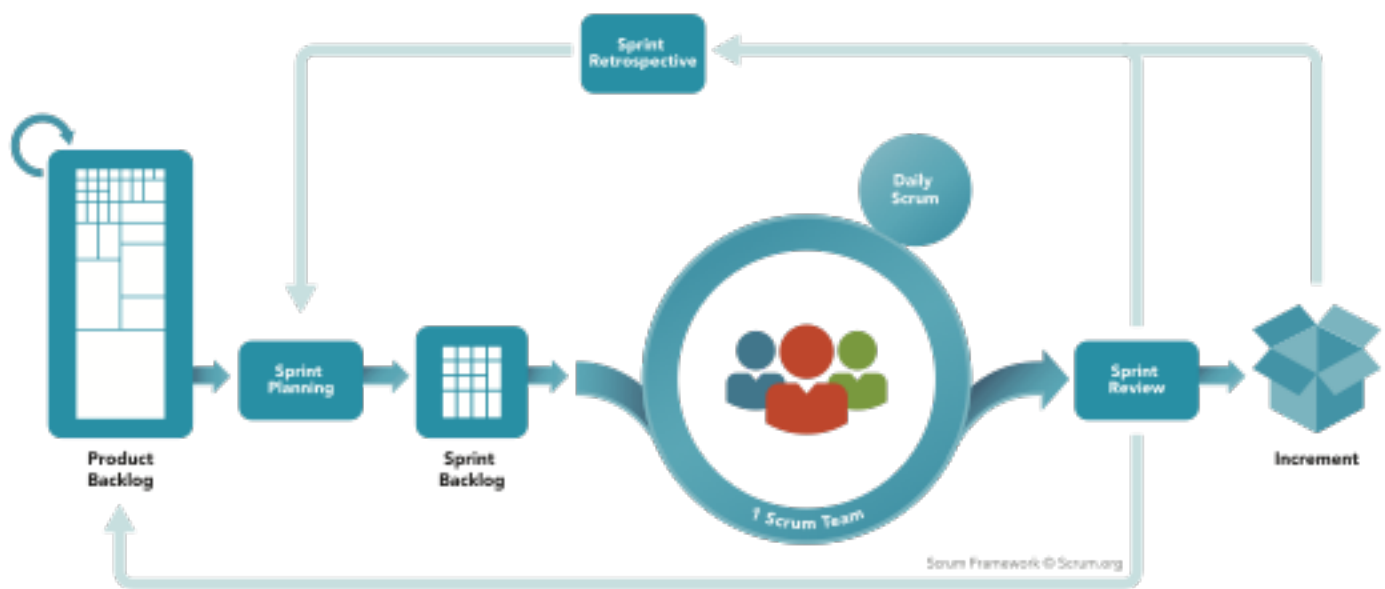 Sprint
Retrospective
Daily
Scrum
Sprint
Planning
Sprint
Review
Product
Backlog
Sprint
Backlog
1 Scrum Team
Increment
Scrum Framework © Scrum.org